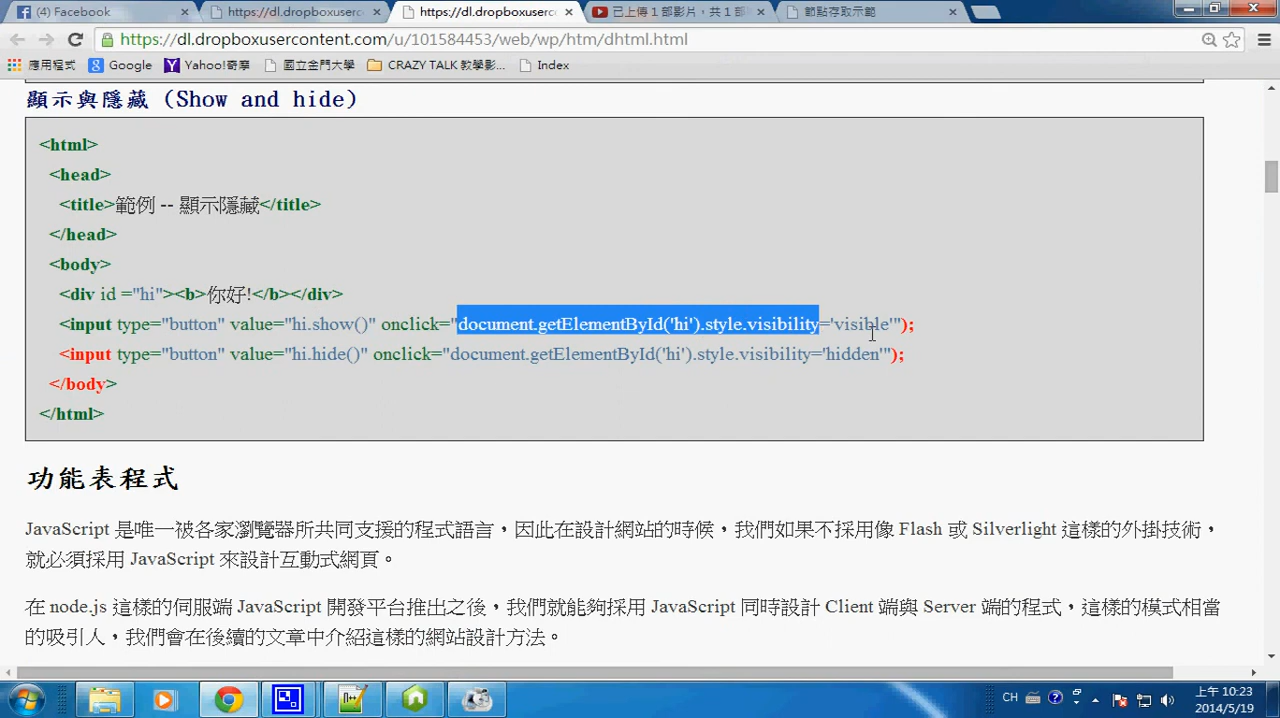 (4) Facebook
https://dl.dropboxuserc
https://dl.dropboxusercon
已上傳 1 部影片，共 1 部
節點存取示範
https://dl.dropboxusercontent.com/u/101584453/web/wp/htm/dhtml.html
應用程式
Google
Yahoo!奇摩
國立金門大學
CRAZY TALK 教學影...
Index
顯示與隱藏 (Show and hide)
<html>
<head>
<title>範例 -- 顯示隱藏</title>
</head>
<body>
<div id ="hi"><b>你好!</b></div>
<input type="button" value="hi.show()" onclick="document.getElementById('hi').style.visibility='visible'");
<input type="button" value="hi.hide()" onclick="document.getElementById('hi').style.visibility='hidden'");
</body>
</html>
功能表程式
JavaScript 是唯一被各家瀏覽器所共同支援的程式語言，因此在設計網站的時候，我們如果不採用像 Flash 或 Silverlight 這樣的外掛技術，
就必須採用 JavaScript 來設計互動式網頁。
在 node.js 這樣的伺服端 JavaScript 開發平台推出之後，我們就能夠採用 JavaScript 同時設計 Client 端與 Server 端的程式，這樣的模式相當
的吸引人，我們會在後續的文章中介紹這樣的網站設計方法。
CH
上午 10:23
2014/5/19